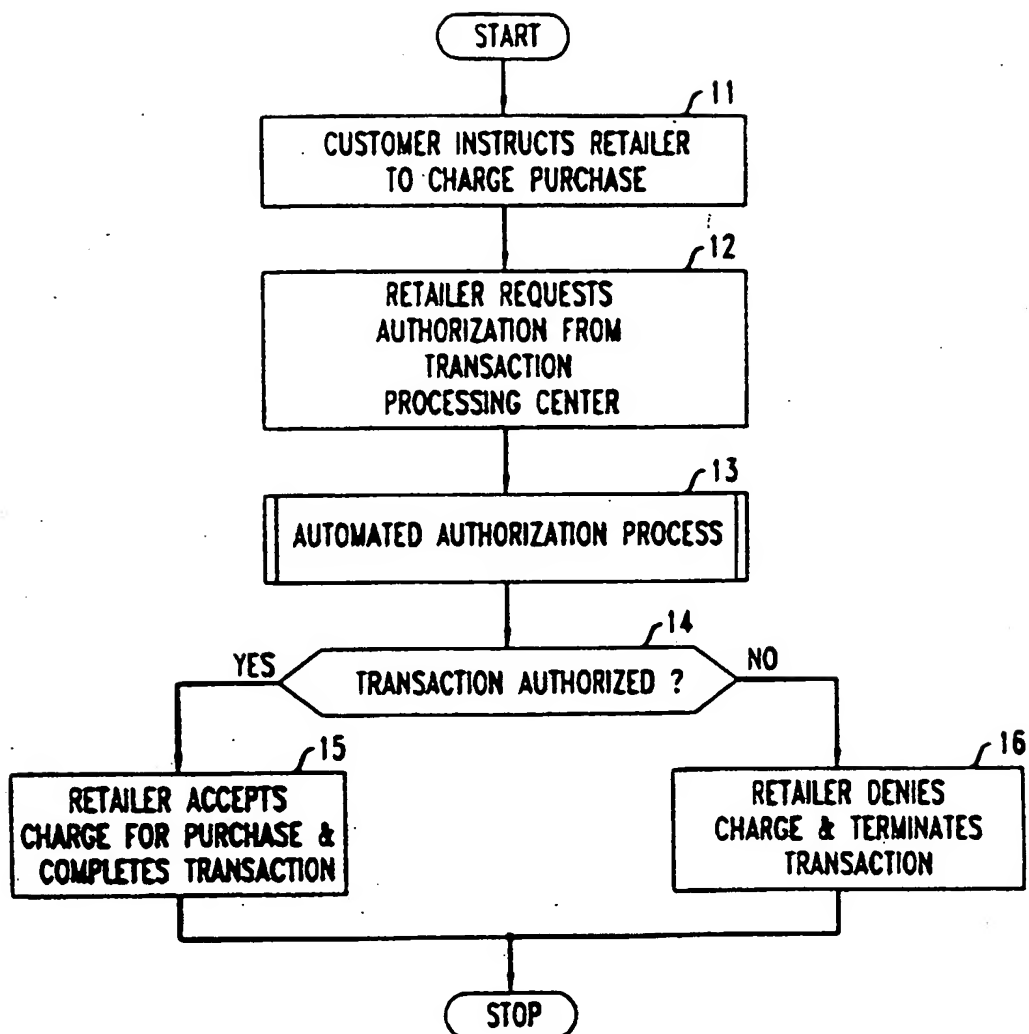 START
11
CUSTOMER INSTRUCTS RETAILER
TO CHARGE PURCHASE
12
RETAILER REQUESTS
AUTHORIZATION FROM
TRANSACTION
PROCESSING CENTER
13
AUTOMATED AUTHORIZATION PROCESS
14
YES
TRANSACTION AUTHORIZED ?
NO
15
RETAILER ACCEPTS
CHARGE FOR PURCHASE &
COMPLETES TRANSACTION
16
RETAILER DENIES
CHARGE & TERMINATES
TRANSACTION
STOP